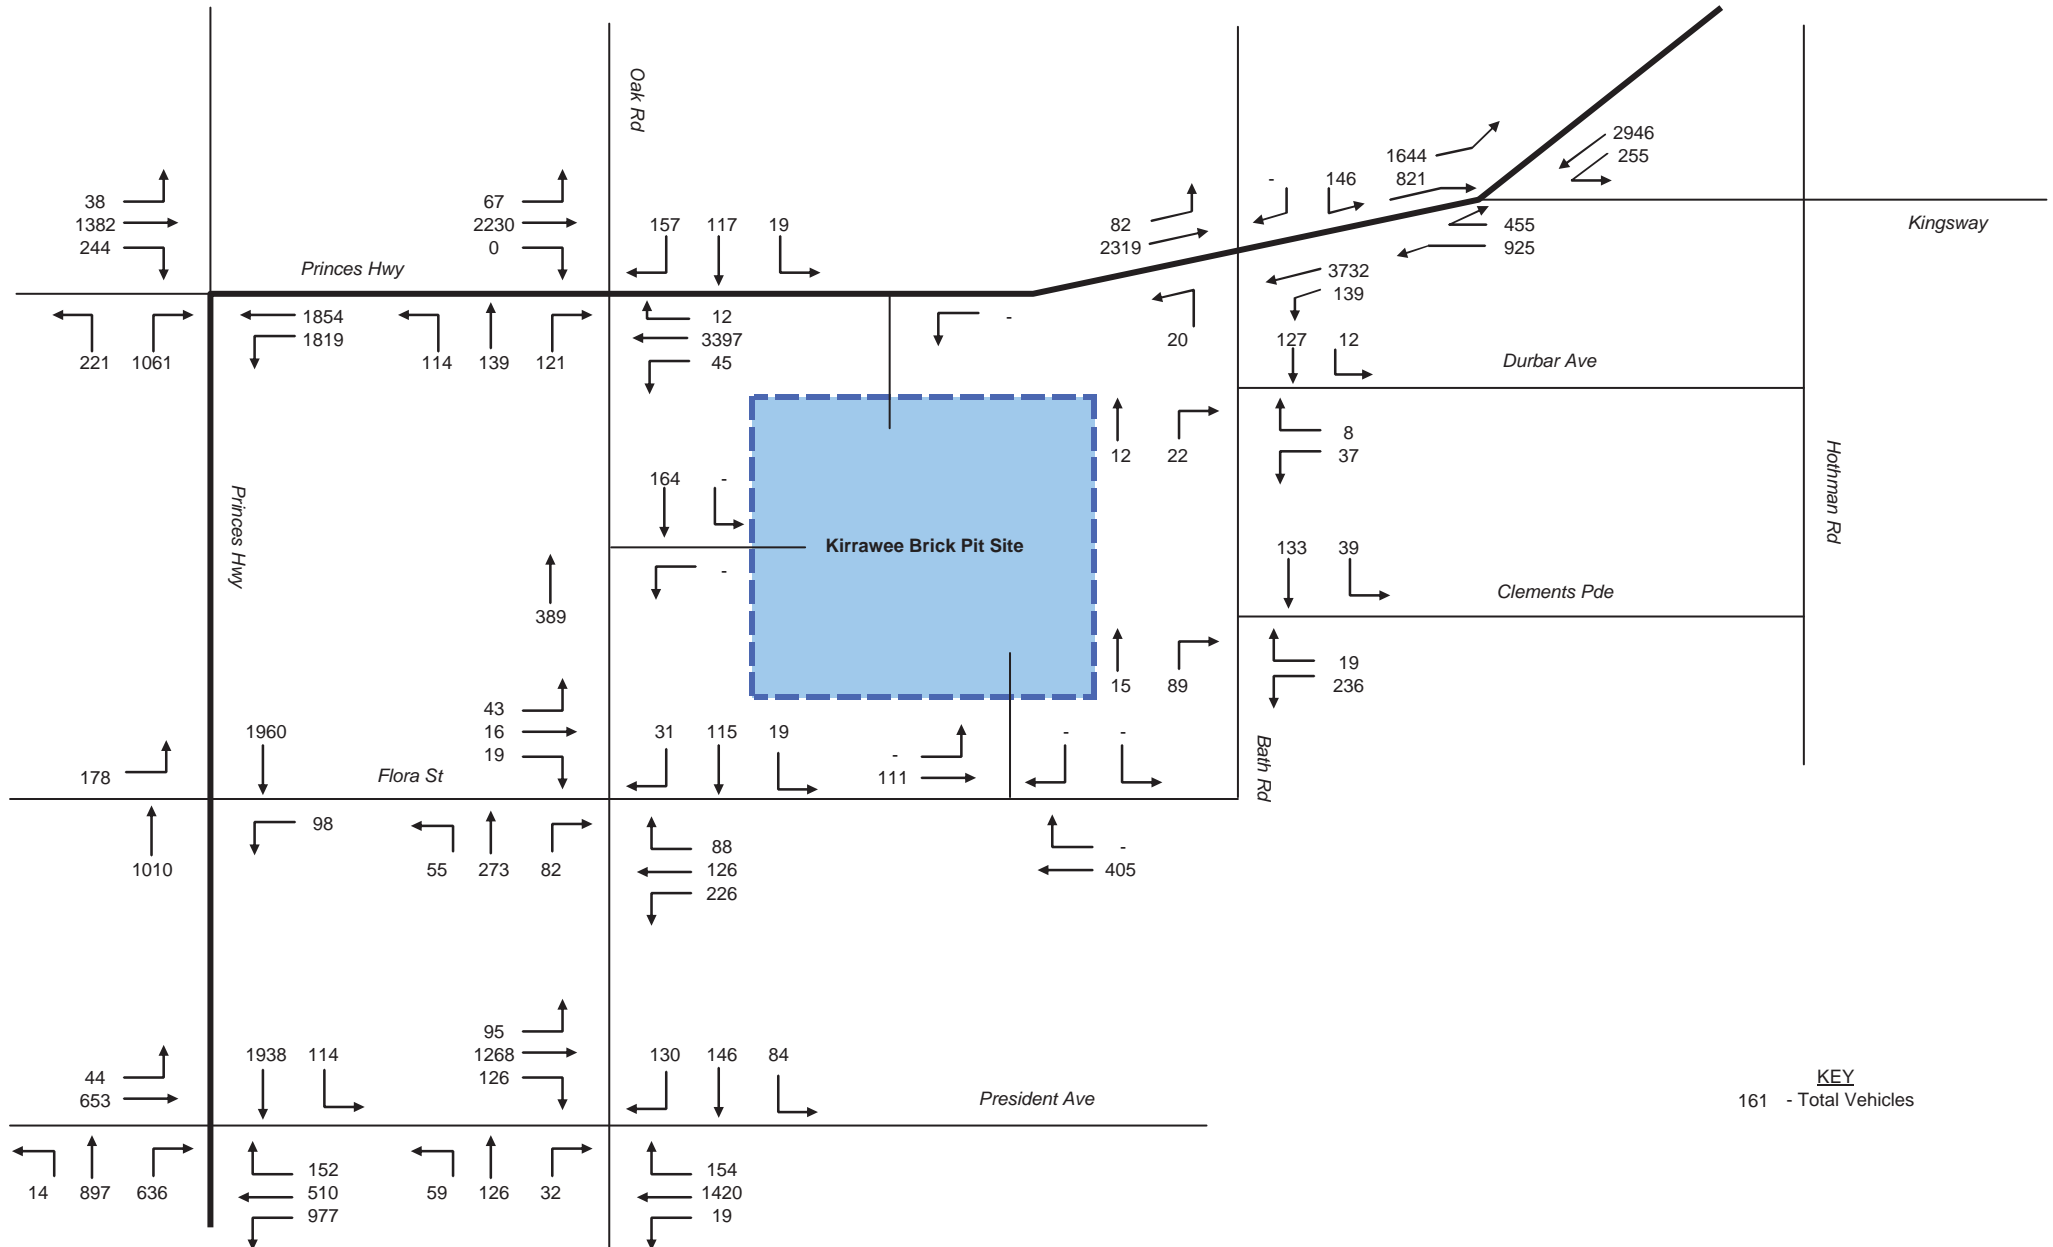 Oak Rd
2946
1644
255
- 146 821
38
67
1382
2230
157 117 19
82
455
Kingsway
244
0
2319
925
Princes Hwy
3732
139
1854
12
-
1819
3397
20
127 12
221 1061
114 139 121
45
Durbar Ave
8
12 22
37
Hothman Rd
164 -
Princes Hwy
Kirrawee Brick Pit Site
133 39
-
Clements Pde
389
19
15 89
236
43
1960
16
31 115 19
- -
19
-
178
Flora St
111
Bath Rd
98
88
-
1010
55 273 82
126
405
226
95
1938 114
1268
130 146 84
44
126
KEY
653
President Ave
161 - Total Vehicles
152
154
14 897 636
510
59 126 32
1420
977
19